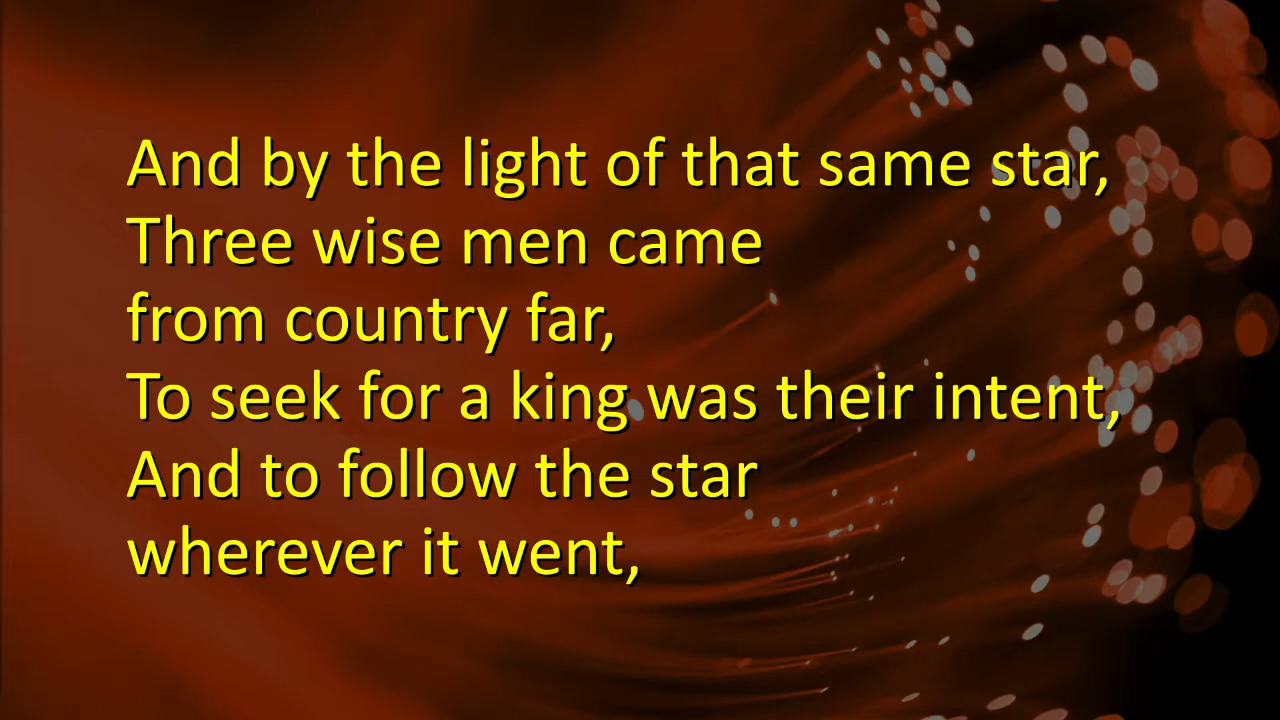 And by the light of that same star,
Three wise men came
from country far,
To seek for a king was their intent,
And to follow the star
wherever it went,